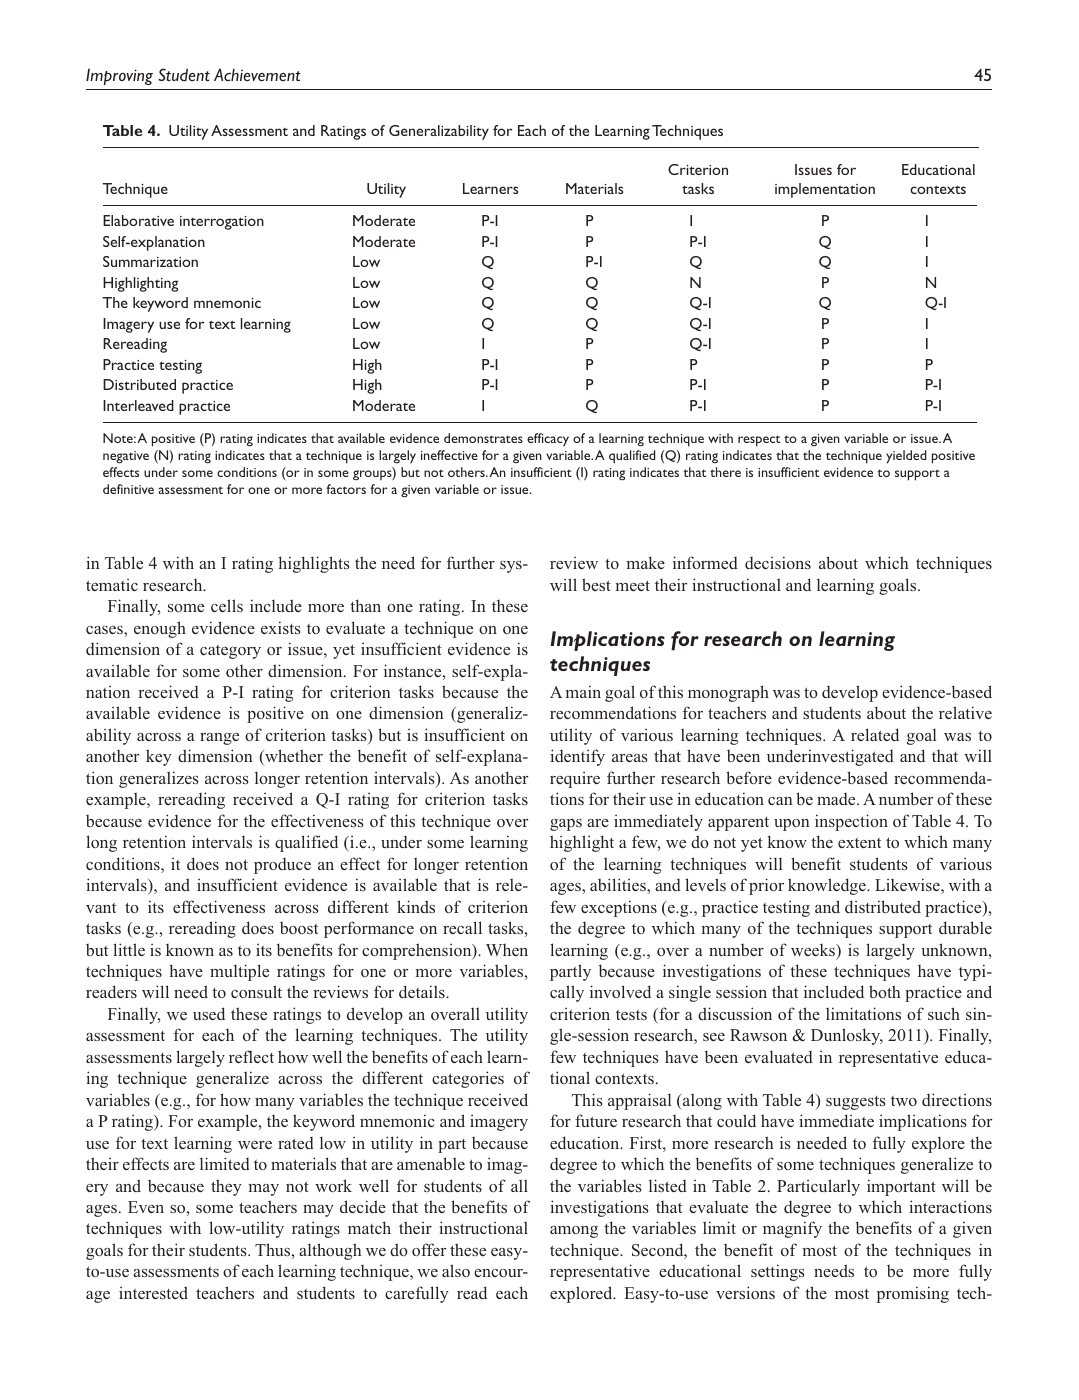 Improving Student Achievement 45
Table 4. Utility Assessment and Ratings of Generalizability for Each of the Learning Techniques
Technique Utility Learners Materials Criterion tasks Issues for implementation Educational contexts
Elaborative interrogation Moderate P-I P I P I
Self-explanation Moderate P-I P P-I Q I
Summarization Low Q P-I Q Q I
Highlighting Low Q Q N P N
The keyword mnemonic Low Q Q Q-I Q Q-I
Imagery use for text learning Low Q Q Q-I P I
Rereading Low I P Q-I P I
Practice testing High P-I P P P P
Distributed practice High P-I P P-I P P-I
Interleaved practice Moderate I Q P-I P P-I
Note: A positive (P) rating indicates that available evidence demonstrates efficacy of a learning technique with respect to a given variable or issue. A
negative (N) rating indicates that a technique is largely ineffective for a given variable. A qualified (Q) rating indicates that the technique yielded positive
effects under some conditions (or in some groups) but not others. An insufficient (I) rating indicates that there is insufficient evidence to support a
definitive assessment for one or more factors for a given variable or issue.
in Table 4 with an I rating highlights the need for further sys-
tematic research.
Finally, some cells include more than one rating. In these
cases, enough evidence exists to evaluate a technique on one
dimension of a category or issue, yet insufficient evidence is
available for some other dimension. For instance, self-expla-
nation received a P-I rating for criterion tasks because the
available evidence is positive on one dimension (generaliz-
ability across a range of criterion tasks) but is insufficient on
another key dimension (whether the benefit of self-explana-
tion generalizes across longer retention intervals). As another
example, rereading received a Q-I rating for criterion tasks
because evidence for the effectiveness of this technique over
long retention intervals is qualified (i.e., under some learning
conditions, it does not produce an effect for longer retention
intervals), and insufficient evidence is available that is rele-
vant to its effectiveness across different kinds of criterion
tasks (e.g., rereading does boost performance on recall tasks,
but little is known as to its benefits for comprehension). When
techniques have multiple ratings for one or more variables,
readers will need to consult the reviews for details.
Finally, we used these ratings to develop an overall utility
assessment for each of the learning techniques. The utility
assessments largely reflect how well the benefits of each learn-
ing technique generalize across the different categories of
variables (e.g., for how many variables the technique received
a P rating). For example, the keyword mnemonic and imagery
use for text learning were rated low in utility in part because
their effects are limited to materials that are amenable to imag-
ery and because they may not work well for students of all
ages. Even so, some teachers may decide that the benefits of
techniques with low-utility ratings match their instructional
goals for their students. Thus, although we do offer these easy-
to-use assessments of each learning technique, we also encour-
age interested teachers and students to carefully read each
review to make informed decisions about which techniques
will best meet their instructional and learning goals.
Implications for research on learning
techniques
A main goal of this monograph was to develop evidence-based
recommendations for teachers and students about the relative
utility of various learning techniques. A related goal was to
identify areas that have been underinvestigated and that will
require further research before evidence-based recommenda-
tions for their use in education can be made. A number of these
gaps are immediately apparent upon inspection of Table 4. To
highlight a few, we do not yet know the extent to which many
of the learning techniques will benefit students of various
ages, abilities, and levels of prior knowledge. Likewise, with a
few exceptions (e.g., practice testing and distributed practice),
the degree to which many of the techniques support durable
learning (e.g., over a number of weeks) is largely unknown,
partly because investigations of these techniques have typi-
cally involved a single session that included both practice and
criterion tests (for a discussion of the limitations of such sin-
gle-session research, see Rawson & Dunlosky, 2011). Finally,
few techniques have been evaluated in representative educa-
tional contexts.
This appraisal (along with Table 4) suggests two directions
for future research that could have immediate implications for
education. First, more research is needed to fully explore the
degree to which the benefits of some techniques generalize to
the variables listed in Table 2. Particularly important will be
investigations that evaluate the degree to which interactions
among the variables limit or magnify the benefits of a given
technique. Second, the benefit of most of the techniques in
representative educational settings needs to be more fully
explored. Easy-to-use versions of the most promising tech-